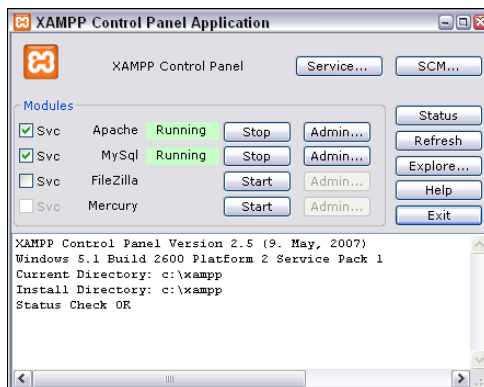 XAMPP Control Panel Application
XAMPP Control Panel
Service...
SCM...
Modules
Svc Apache Running Stop Admin...
Svc MySql Running Stop Admin...
Svc FileZilla Start Admin...
Svc Mercury Start Admin...
Status
Refresh
Explore...
Help
Exit
XAMPP Control Panel Version 2.5 (9. May, 2007)
Windows 5.1 Build 2600 Platform 2 Service Pack 1
Current Directory: c:\xampp
Install Directory: c:\xampp
Status Check OK